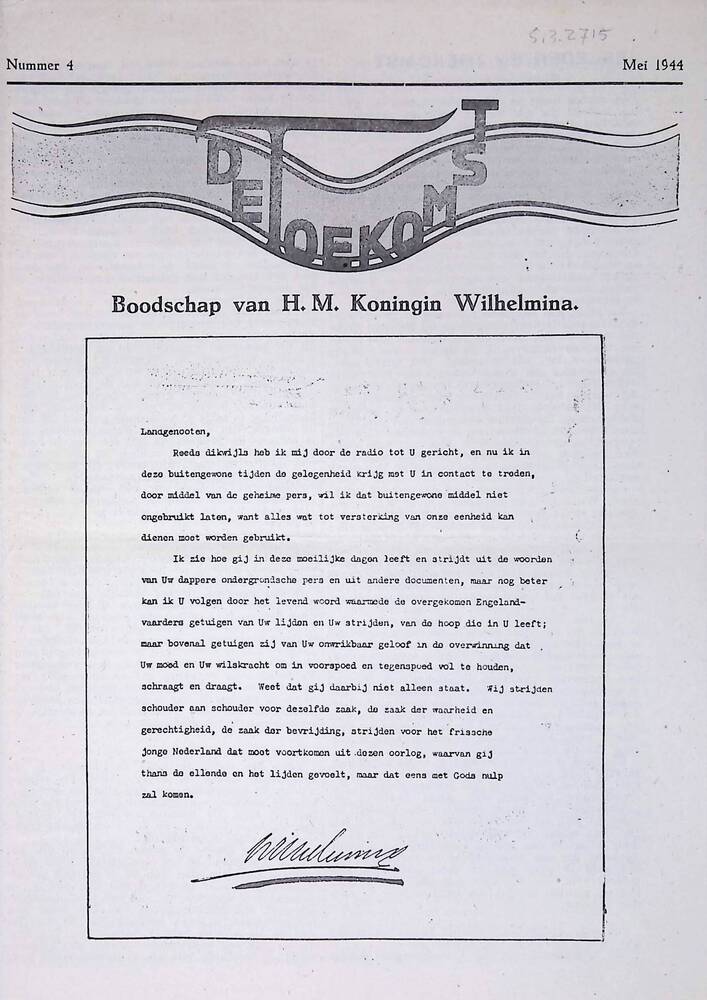 S.3.2715
Nummer 4
Mei 1944
DE TOEKOMST
Boodschap van H. M. Koningin Wilhelmina.
Landgenooten,
Reeds dikwijls heb ik mij door de radio tot U gericht, en nu ik in
deze buitengewone tijden de gelegenheid krijg met U in contact te treden,
door middel van de geheime pers, wil ik dat buitengewone middel niet
ongebruikt laten, want alles wat tot versterking van onze eenheid kan
dienen moet worden gebruikt.
Ik zie hoe gij in deze moeilijke dagen leeft en strijdt uit de woorden
van Uw dappere ondergrondsche pers en uit andere documenten, maar nog beter
kan ik U volgen door het levend woord waarmede de overgekomen Engeland-
vaarders getuigen van Uw lijden en Uw strijden, van de hoop die in U leeft;
maar bovenal getuigen zij van Uw onwrikbaar geloof in de overwinning dat
Uw moed en Uw wilskracht om in voorspoed en tegenspoed vol te houden,
schraagt en draagt. Weet dat gij daarbij niet alleen staat. Wij strijden
schouder aan schouder voor dezelfde zaak, de zaak der waarheid en
gerechtigheid, de zaak der bevrijding, strijden voor het frissche
jonge Nederland dat moet voortkomen uit dezen oorlog, waarvan gij
thans de ellende en het lijden gevoelt, maar dat eens met Gods hulp
zal komen.
Wilhelmina